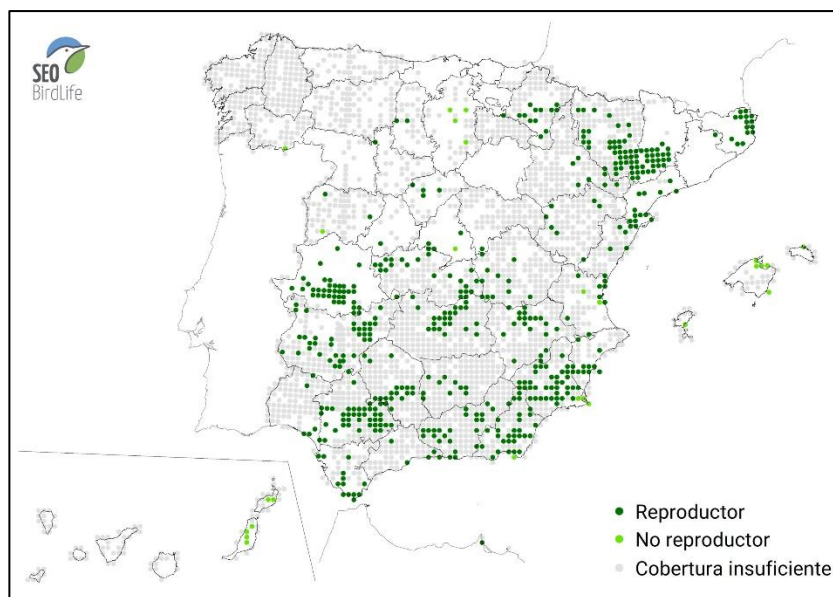 SEO
BirdLife
Reproductor
No reproductor
Cobertura insuficiente